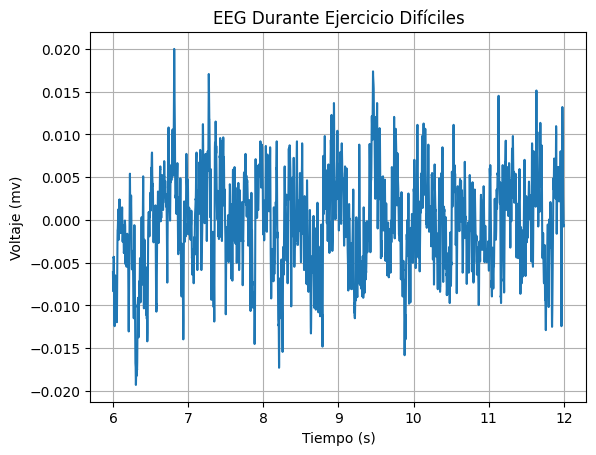 EEG Durante Ejercicio Difíciles
0.020
0.015
0.010
0.005
0.000
−0.005
−0.010
−0.015
−0.020
Voltaje (mv)
6 7 8 9 10 11 12
Tiempo (s)